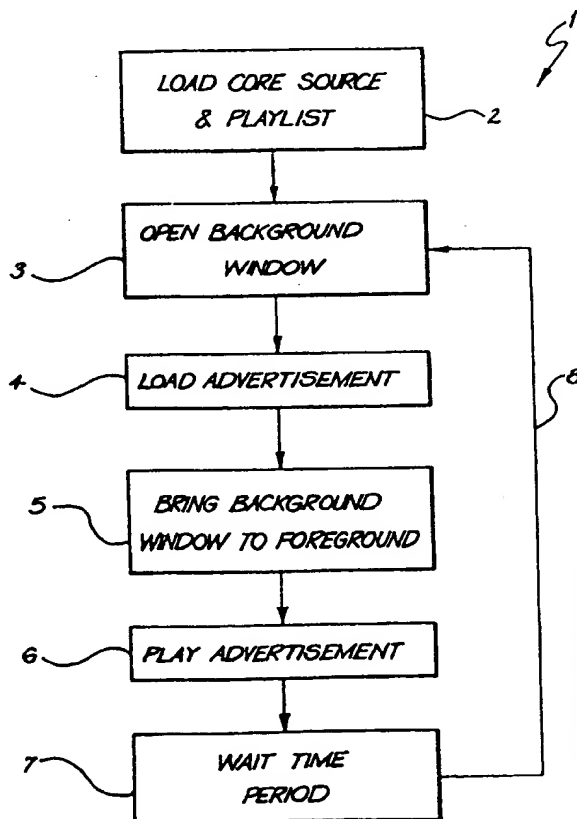 1
LOAD CORE SOURCE
& PLAYLIST
2
OPEN BACKGROUND
WINDOW
3
LOAD ADVERTISEMENT
4
8
BRING BACKGROUND
WINDOW TO FOREGROUND
5
PLAY ADVERTISEMENT
6
WAIT TIME
PERIOD
7